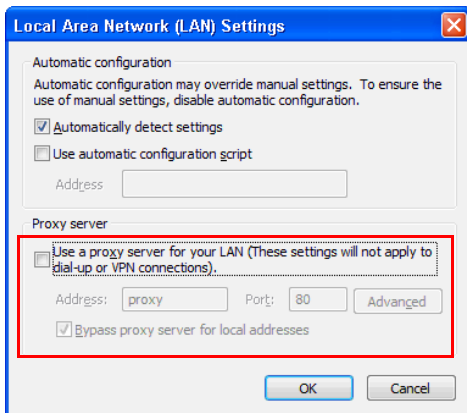 Local Area Network (LAN) Settings
Automatic configuration
Automatic configuration may override manual settings. To ensure the
use of manual settings, disable automatic configuration.
Automatically detect settings
Use automatic configuration script
Address
Proxy server
Use a proxy server for your LAN (These settings will not apply to
dial-up or VPN connections).
Address: proxy Port: 80 Advanced
Bypass proxy server for local addresses
OK Cancel